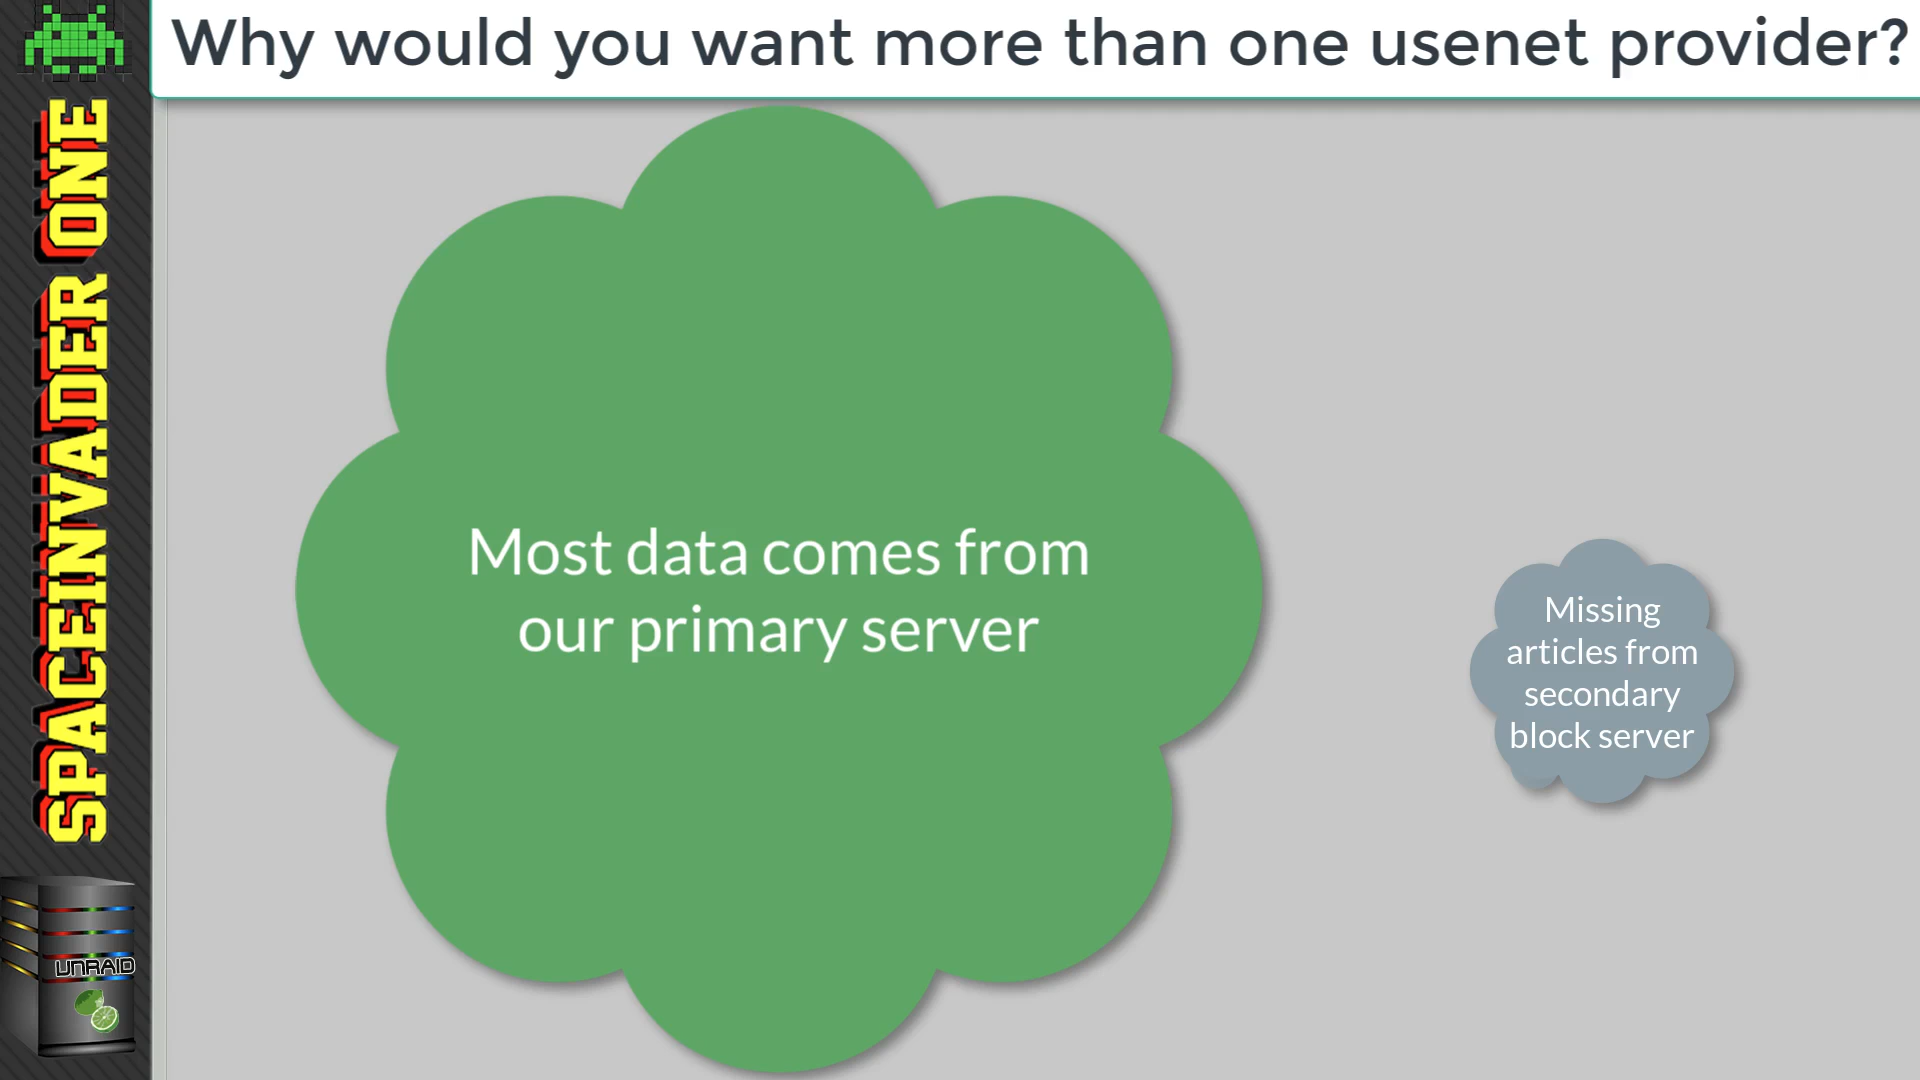 Why would you want more than one usenet provider?
SPACEINVADER ONE
Most data comes from
our primary server
Missing
articles from
secondary
block server
UNRAID